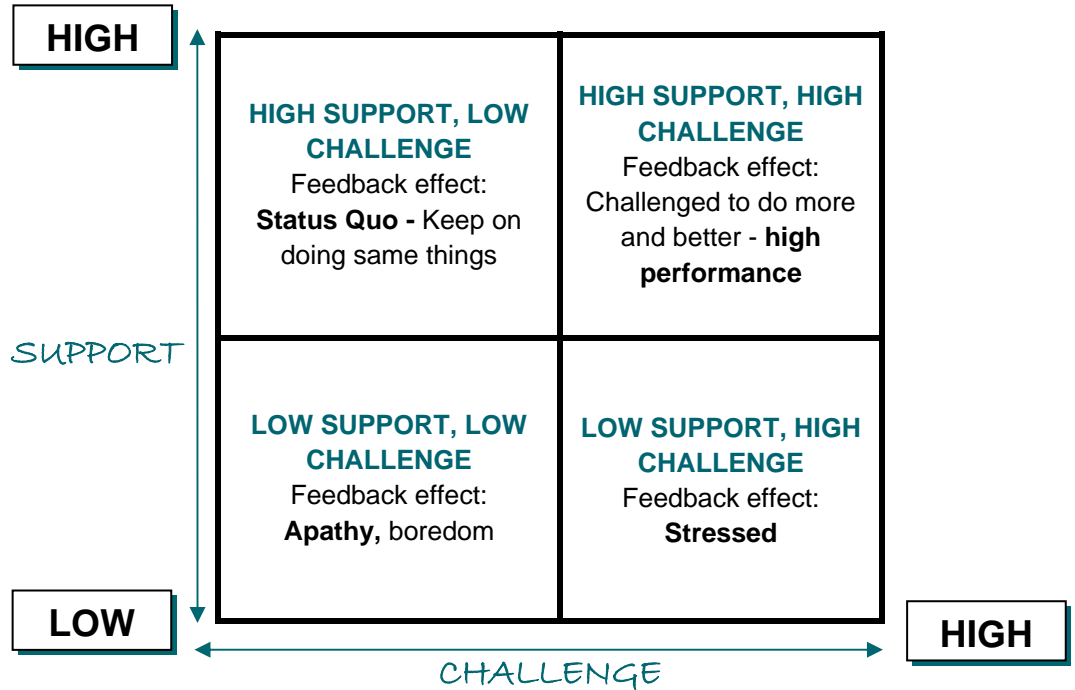 HIGH
HIGH SUPPORT, LOW
CHALLENGE
Feedback effect:
Status Quo - Keep on
doing same things
HIGH SUPPORT, HIGH
CHALLENGE
Feedback effect:
Challenged to do more
and better - high
performance
SUPPORT
LOW SUPPORT, LOW
CHALLENGE
Feedback effect:
Apathy, boredom
LOW SUPPORT, HIGH
CHALLENGE
Feedback effect:
Stressed
LOW
HIGH
CHALLENGE